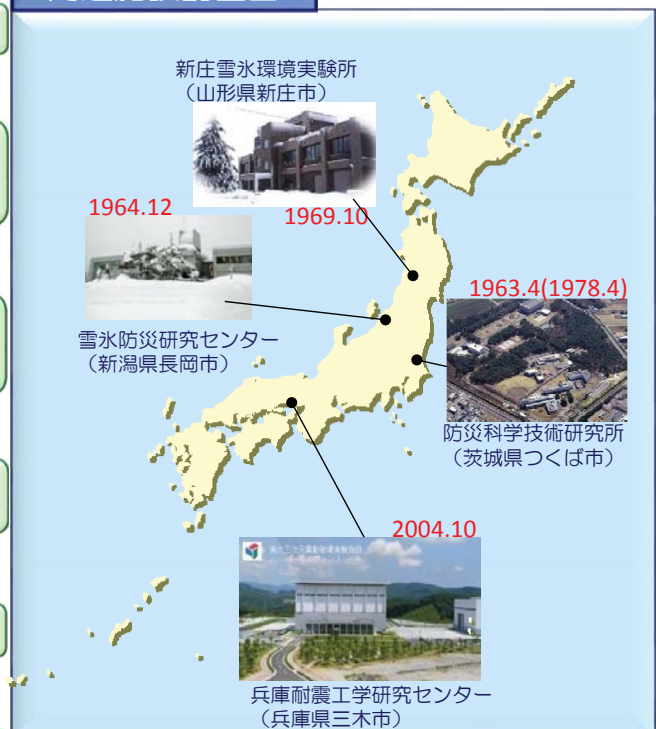 新庄雪氷環境実験所
（山形県新庄市）
1964.12
1969.10
1963.4(1978.4)
雪氷防災研究センター
（新潟県長岡市）
防災科学技術研究所
（茨城県つくば市）
2004.10
兵庫耐震工学研究センター
（兵庫県三木市）